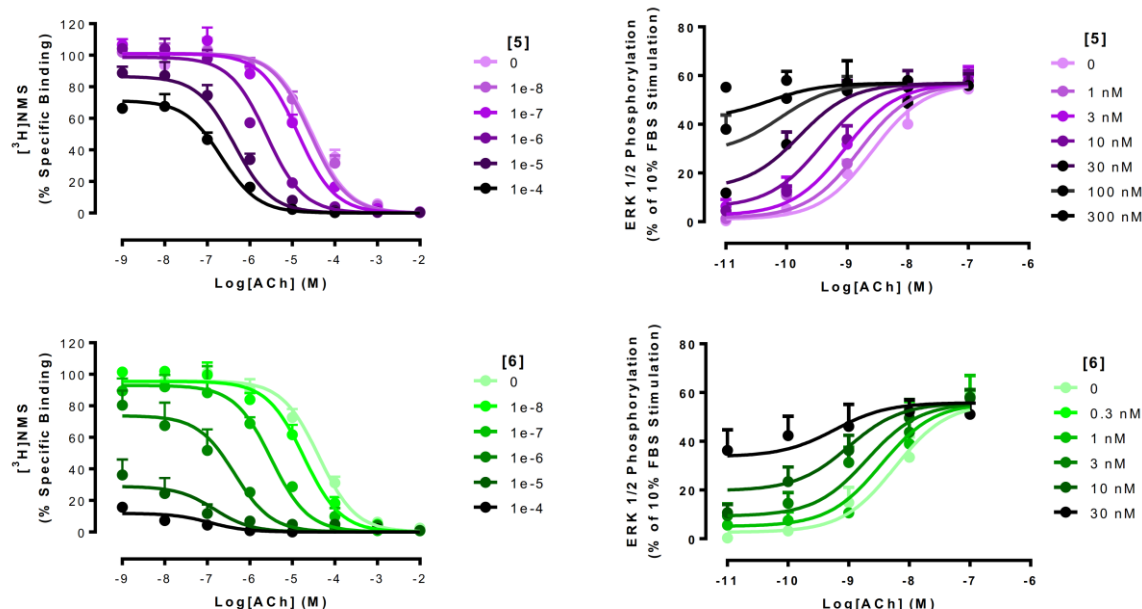 [³H]NMS
(% Specific Binding)
120
100
80
60
40
20
0
-9 -8 -7 -6 -5 -4 -3 -2
Log[ACh] (M)
[5]
0
1e-8
1e-7
1e-6
1e-5
1e-4
ERK 1/2 Phosphorylation
(% of 10% FBS Stimulation)
80
60
40
20
0
-11 -10 -9 -8 -7 -6
Log[ACh] (M)
[5]
0
1 nM
3 nM
10 nM
30 nM
100 nM
300 nM
[³H]NMS
(% Specific Binding)
120
100
80
60
40
20
0
-9 -8 -7 -6 -5 -4 -3 -2
Log[ACh] (M)
[6]
0
1e-8
1e-7
1e-6
1e-5
1e-4
ERK 1/2 Phosphorylation
(% of 10% FBS Stimulation)
80
60
40
20
0
-11 -10 -9 -8 -7 -6
Log[ACh] (M)
[6]
0
0.3 nM
1 nM
3 nM
10 nM
30 nM